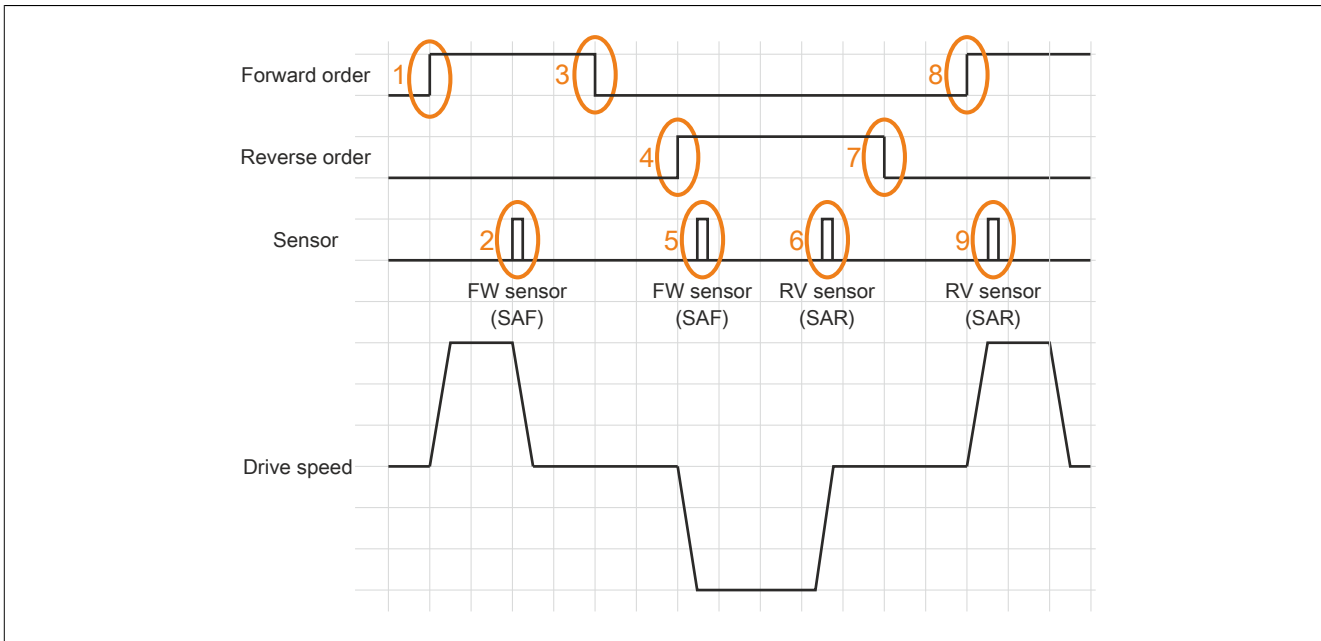 Forward order
1
3
8
Reverse order
4
7
Sensor
2
5
6
9
FW sensor
(SAF)
FW sensor
(SAF)
RV sensor
(SAR)
RV sensor
(SAR)
Drive speed